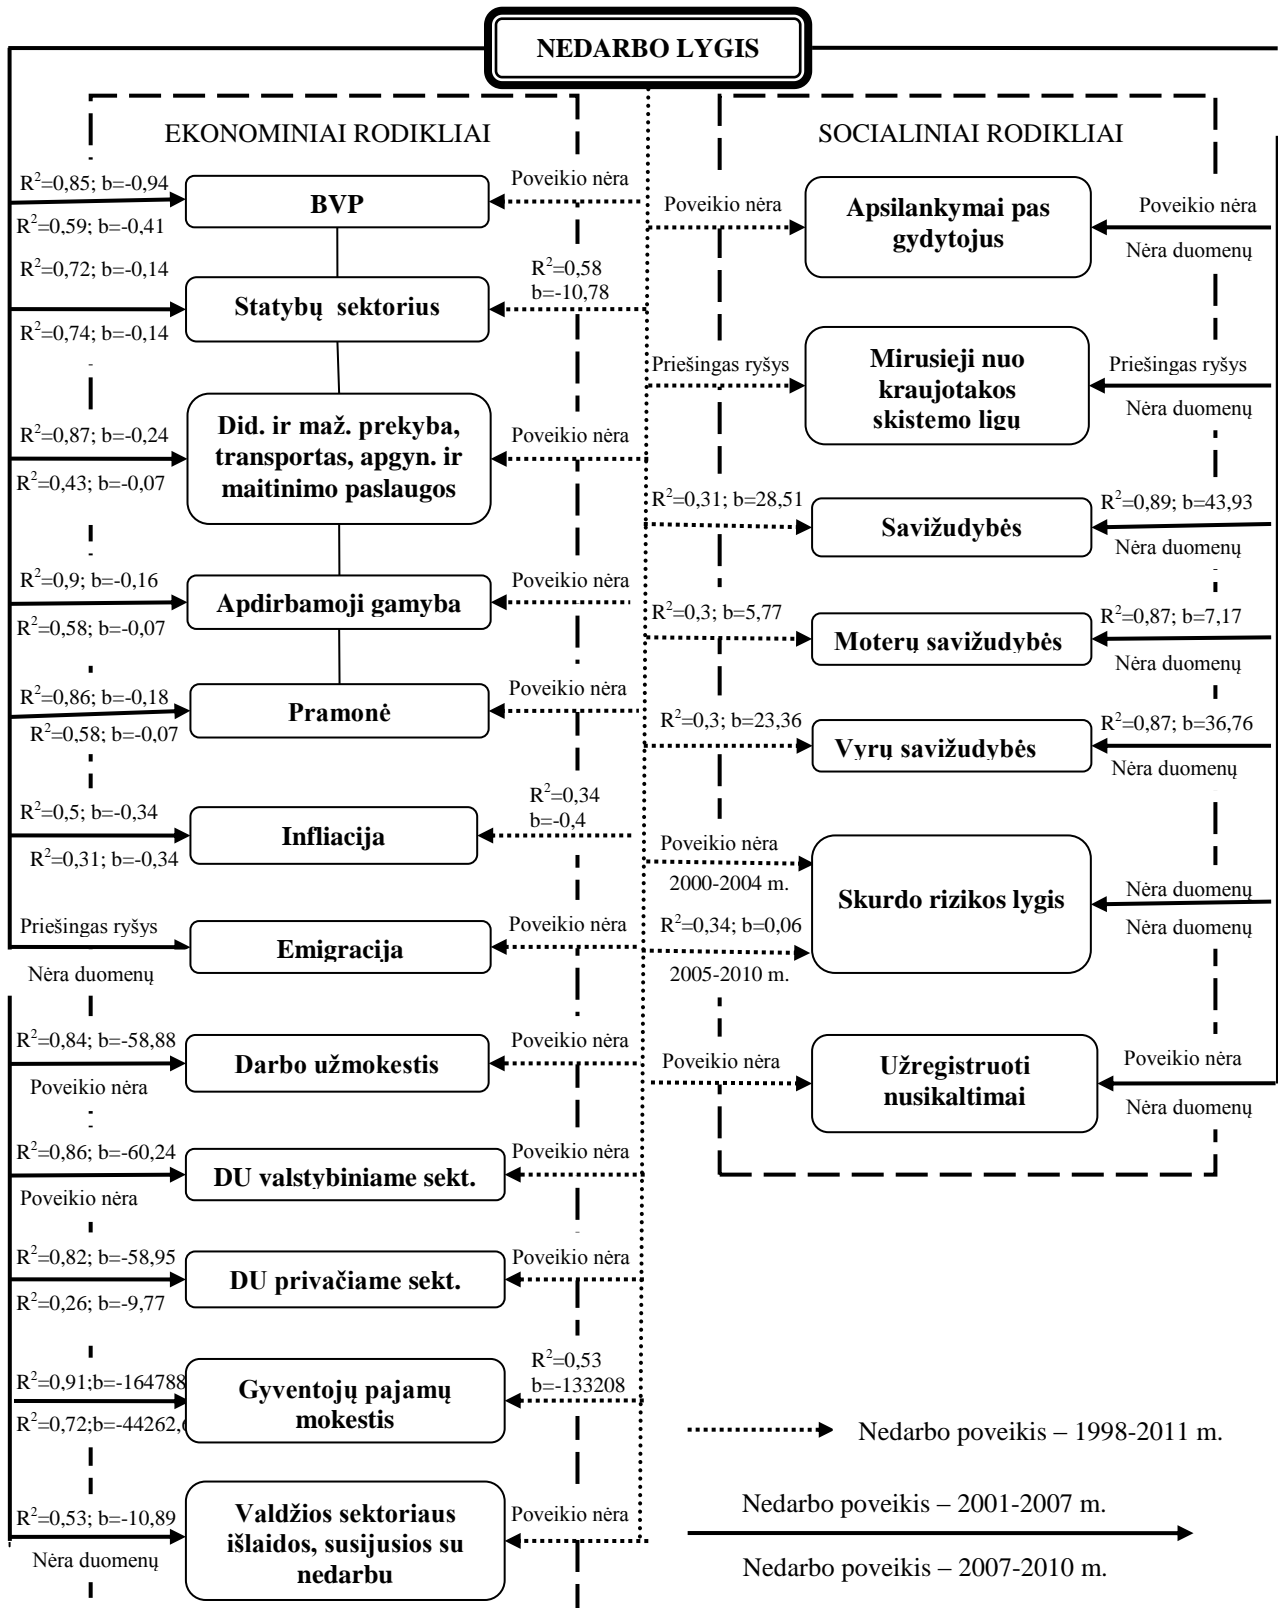 NEDARBO LYGIS
EKONOMINIAI RODIKLIAI
R²=0,85; b=-0,94
R²=0,59; b=-0,41
BVP
Poveikio nėra
R²=0,72; b=-0,14
R²=0,74; b=-0,14
Statybų sektorius
R²=0,58
b=-10,78
R²=0,87; b=-0,24
R²=0,43; b=-0,07
Did. ir maž. prekyba,
transportas, apgyn. ir
maitinimo paslaugos
Poveikio nėra
R²=0,9; b=-0,16
R²=0,58; b=-0,07
Apdirbamoji gamyba
Poveikio nėra
R²=0,86; b=-0,18
R²=0,58; b=-0,07
Pramonė
Poveikio nėra
R²=0,5; b=-0,34
R²=0,31; b=-0,34
Infliacija
R²=0,34
b=-0,4
Priešingas ryšys
Nėra duomenų
Emigracija
Poveikio nėra
R²=0,84; b=-58,88
Poveikio nėra
Darbo užmokestis
Poveikio nėra
R²=0,86; b=-60,24
Poveikio nėra
DU valstybiniame sekt.
Poveikio nėra
R²=0,82; b=-58,95
R²=0,26; b=-9,77
DU privačiame sekt.
Poveikio nėra
R²=0,91;b=-164788
R²=0,72;b=-44262,6
Gyventojų pajamų
mokestis
R²=0,53
b=-133208
R²=0,53; b=-10,89
Nėra duomenų
Valdžios sektoriaus
išlaidos, susijusios su
nedarbu
Poveikio nėra
SOCIALINIAI RODIKLIAI
Poveikio nėra
Apsilankymai pas
gydytojus
Poveikio nėra
Nėra duomenų
Priešingas ryšys
Mirusieji nuo
kraujotakos
skistemo ligų
Priešingas ryšys
Nėra duomenų
R²=0,31; b=28,51
Savižudybės
R²=0,89; b=43,93
Nėra duomenų
R²=0,3; b=5,77
Moterų savižudybės
R²=0,87; b=7,17
Nėra duomenų
R²=0,3; b=23,36
Vyrų savižudybės
R²=0,87; b=36,76
Nėra duomenų
Poveikio nėra
2000-2004 m.
R²=0,34; b=0,06
2005-2010 m.
Skurdo rizikos lygis
Nėra duomenų
Nėra duomenų
Poveikio nėra
Užregistruoti
nusikaltimai
Poveikio nėra
Nėra duomenų
Nedarbo poveikis – 1998-2011 m.
Nedarbo poveikis – 2001-2007 m.
Nedarbo poveikis – 2007-2010 m.